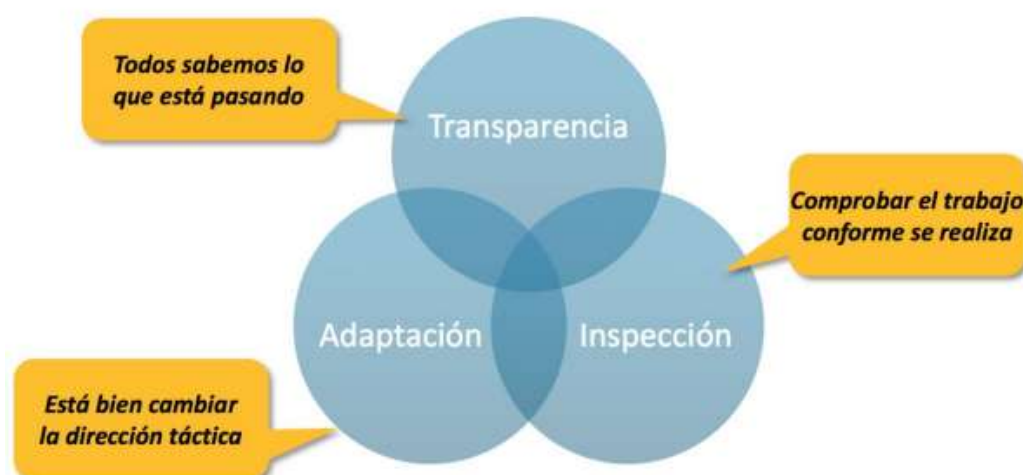 Todos sabemos lo
que está pasando
Transparencia
Comprobar el trabajo
conforme se realiza
Adaptación
Inspección
Está bien cambiar
la dirección táctica